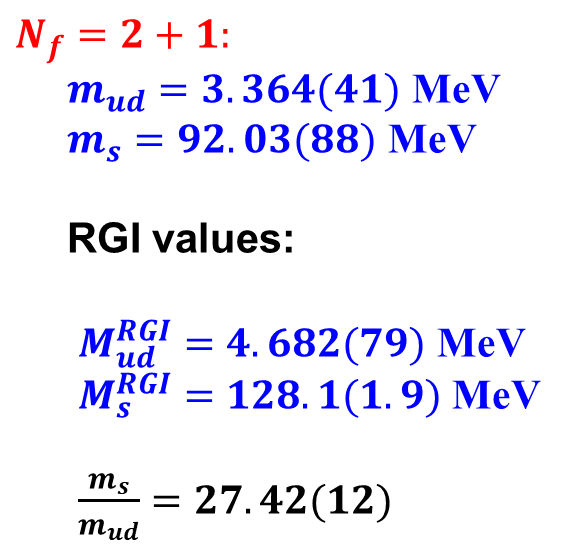 N_f = 2 + 1:
m_ud = 3.364(41) MeV
m_s = 92.03(88) MeV
RGI values:
M_ud^RGI = 4.682(79) MeV
M_s^RGI = 128.1(1.9) MeV
m_s/m_ud = 27.42(12)